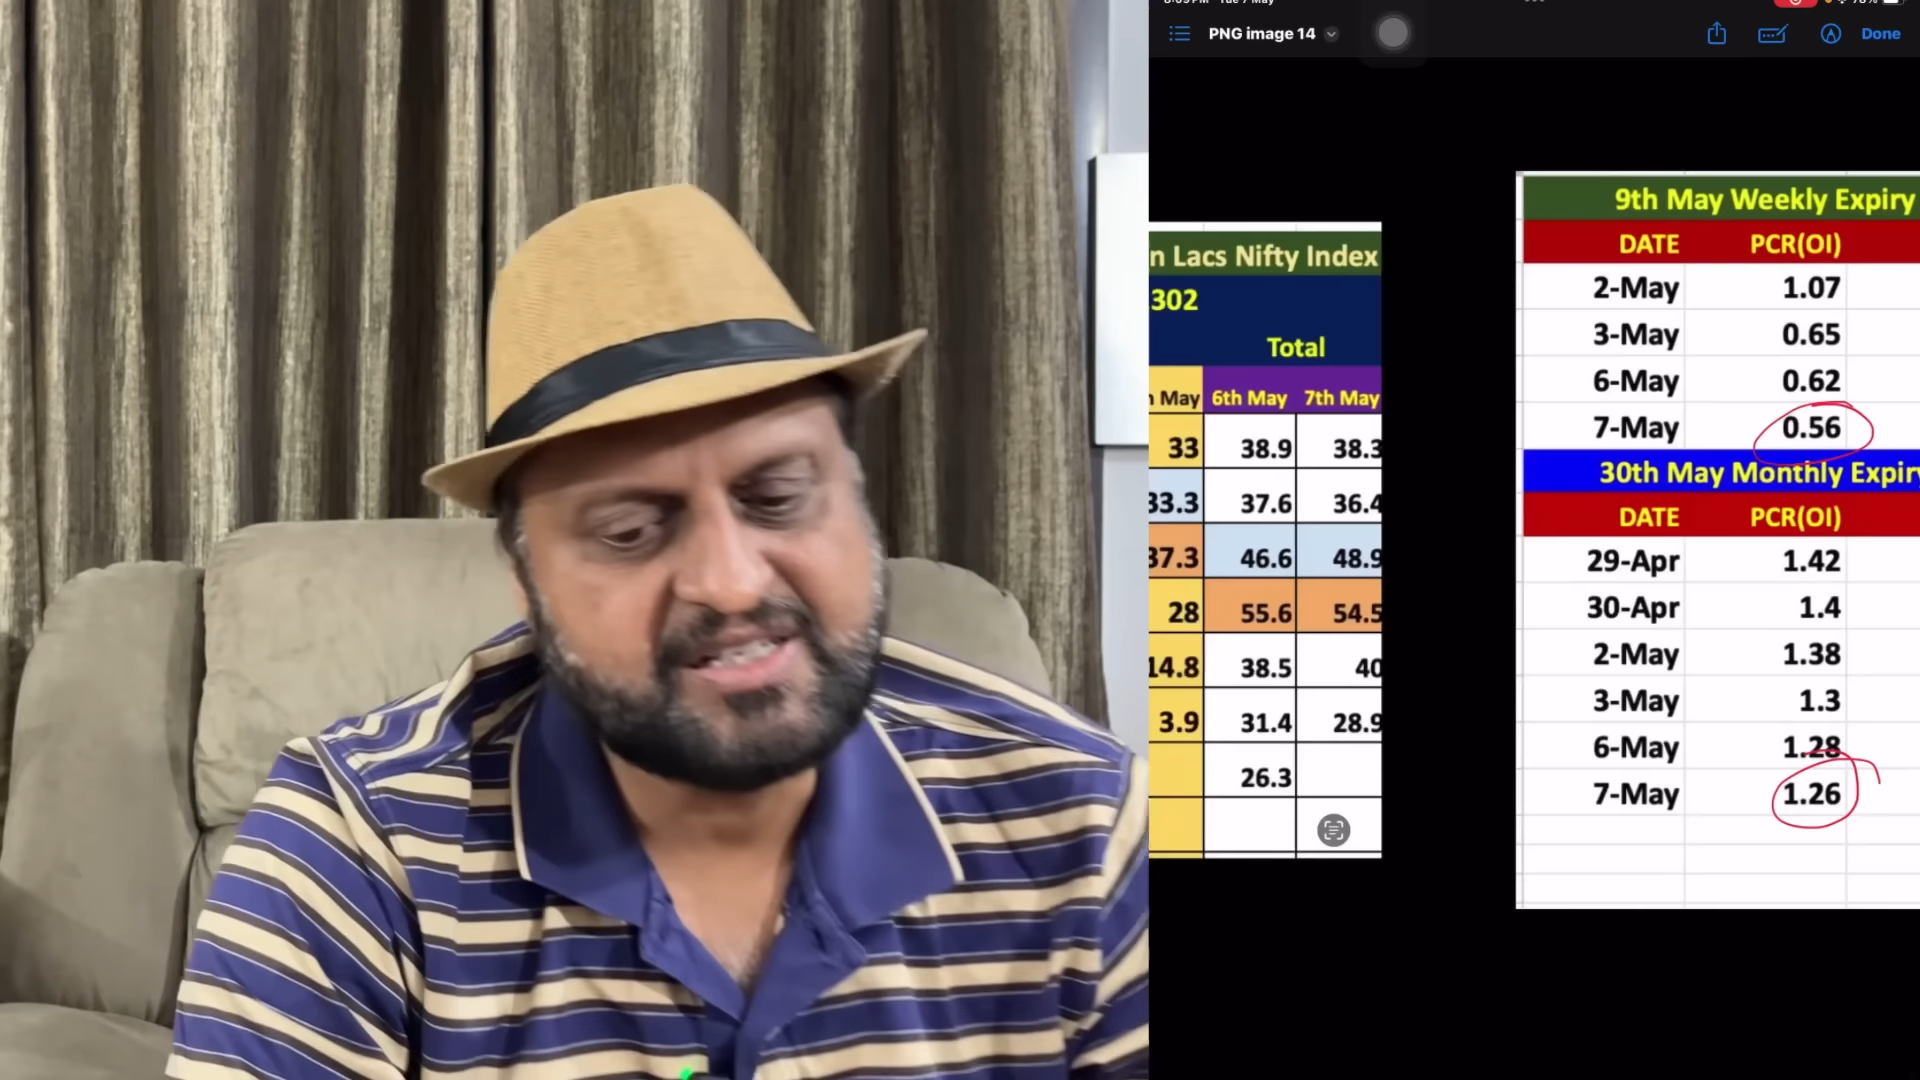 Tue 7 May
78%
PNG image 14
Done
n Lacs Nifty Index
302
Total
May 6th May 7th May
33 38.9 38.3
33.3 37.6 36.4
37.3 46.6 48.9
28 55.6 54.5
14.8 38.5 40
3.9 31.4 28.9
26.3
9th May Weekly Expiry
DATE PCR(OI)
2-May 1.07
3-May 0.65
6-May 0.62
7-May 0.56
30th May Monthly Expiry
DATE PCR(OI)
29-Apr 1.42
30-Apr 1.4
2-May 1.38
3-May 1.3
6-May 1.28
7-May 1.26